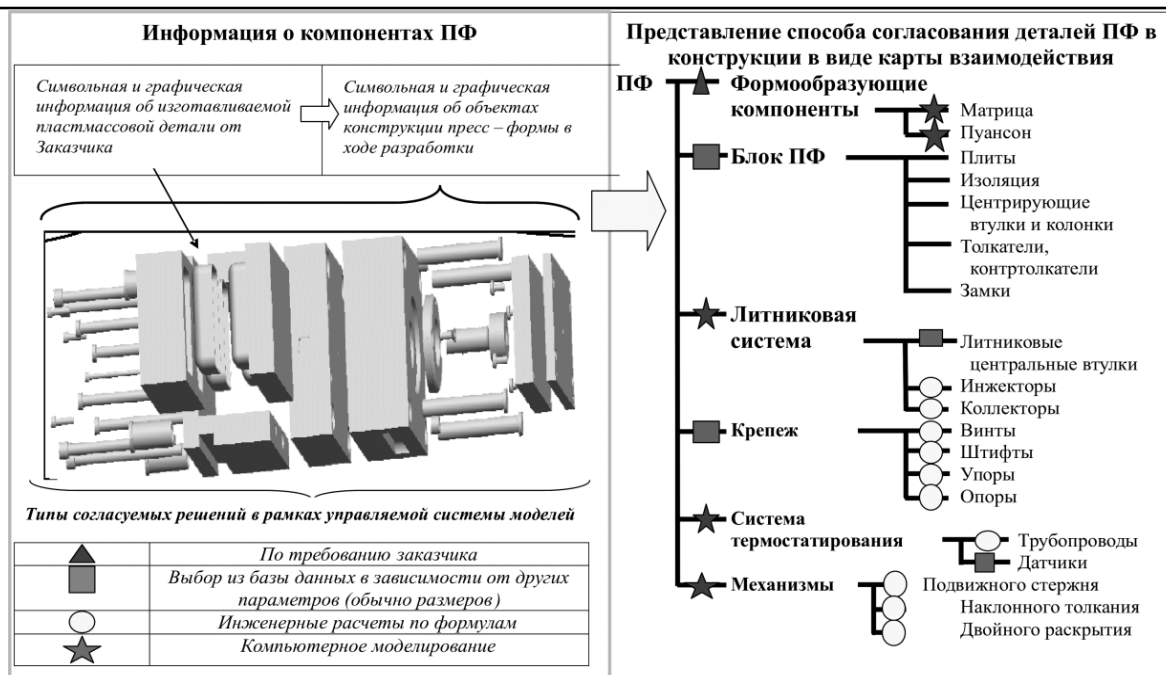 Информация о компонентах ПФ
Символьная и графическая
информация об изготавливаемой
пластмассовой детали от
Заказчика
Символьная и графическая
информация об объектах
конструкции пресс – формы в
ходе разработки
Типы согласуемых решений в рамках управляемой системы моделей
По требованию заказчика
Выбор из базы данных в зависимости от других
параметров (обычно размеров)
Инженерные расчеты по формулам
Компьютерное моделирование
Представление способа согласования деталей ПФ в
конструкции в виде карты взаимодействия
ПФ
Формообразующие
компоненты
Матрица
Пуансон
Блок ПФ
Плиты
Изоляция
Центрирующие
втулки и колонки
Толкатели,
контртолкатели
Замки
Литниковая
система
Литниковые
центральные втулки
Инжекторы
Коллекторы
Крепеж
Винты
Штифты
Упоры
Опоры
Система
термостатирования
Трубопроводы
Датчики
Механизмы
Подвижного стержня
Наклонного толкания
Двойного раскрытия